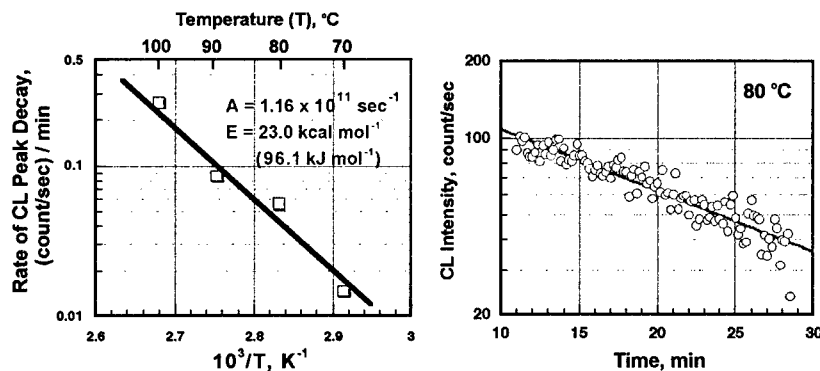 Temperature (T), °C
100 90 80 70
0.5
0.1
0.01
Rate of CL Peak Decay,
(count/sec) / min
A = 1.16 x 10¹¹ sec⁻¹
E = 23.0 kcal mol⁻¹
(96.1 kJ mol⁻¹)
2.6 2.7 2.8 2.9 3
10³/T, K⁻¹
200
100
20
CL Intensity, count/sec
80 °C
10 15 20 25 30
Time, min